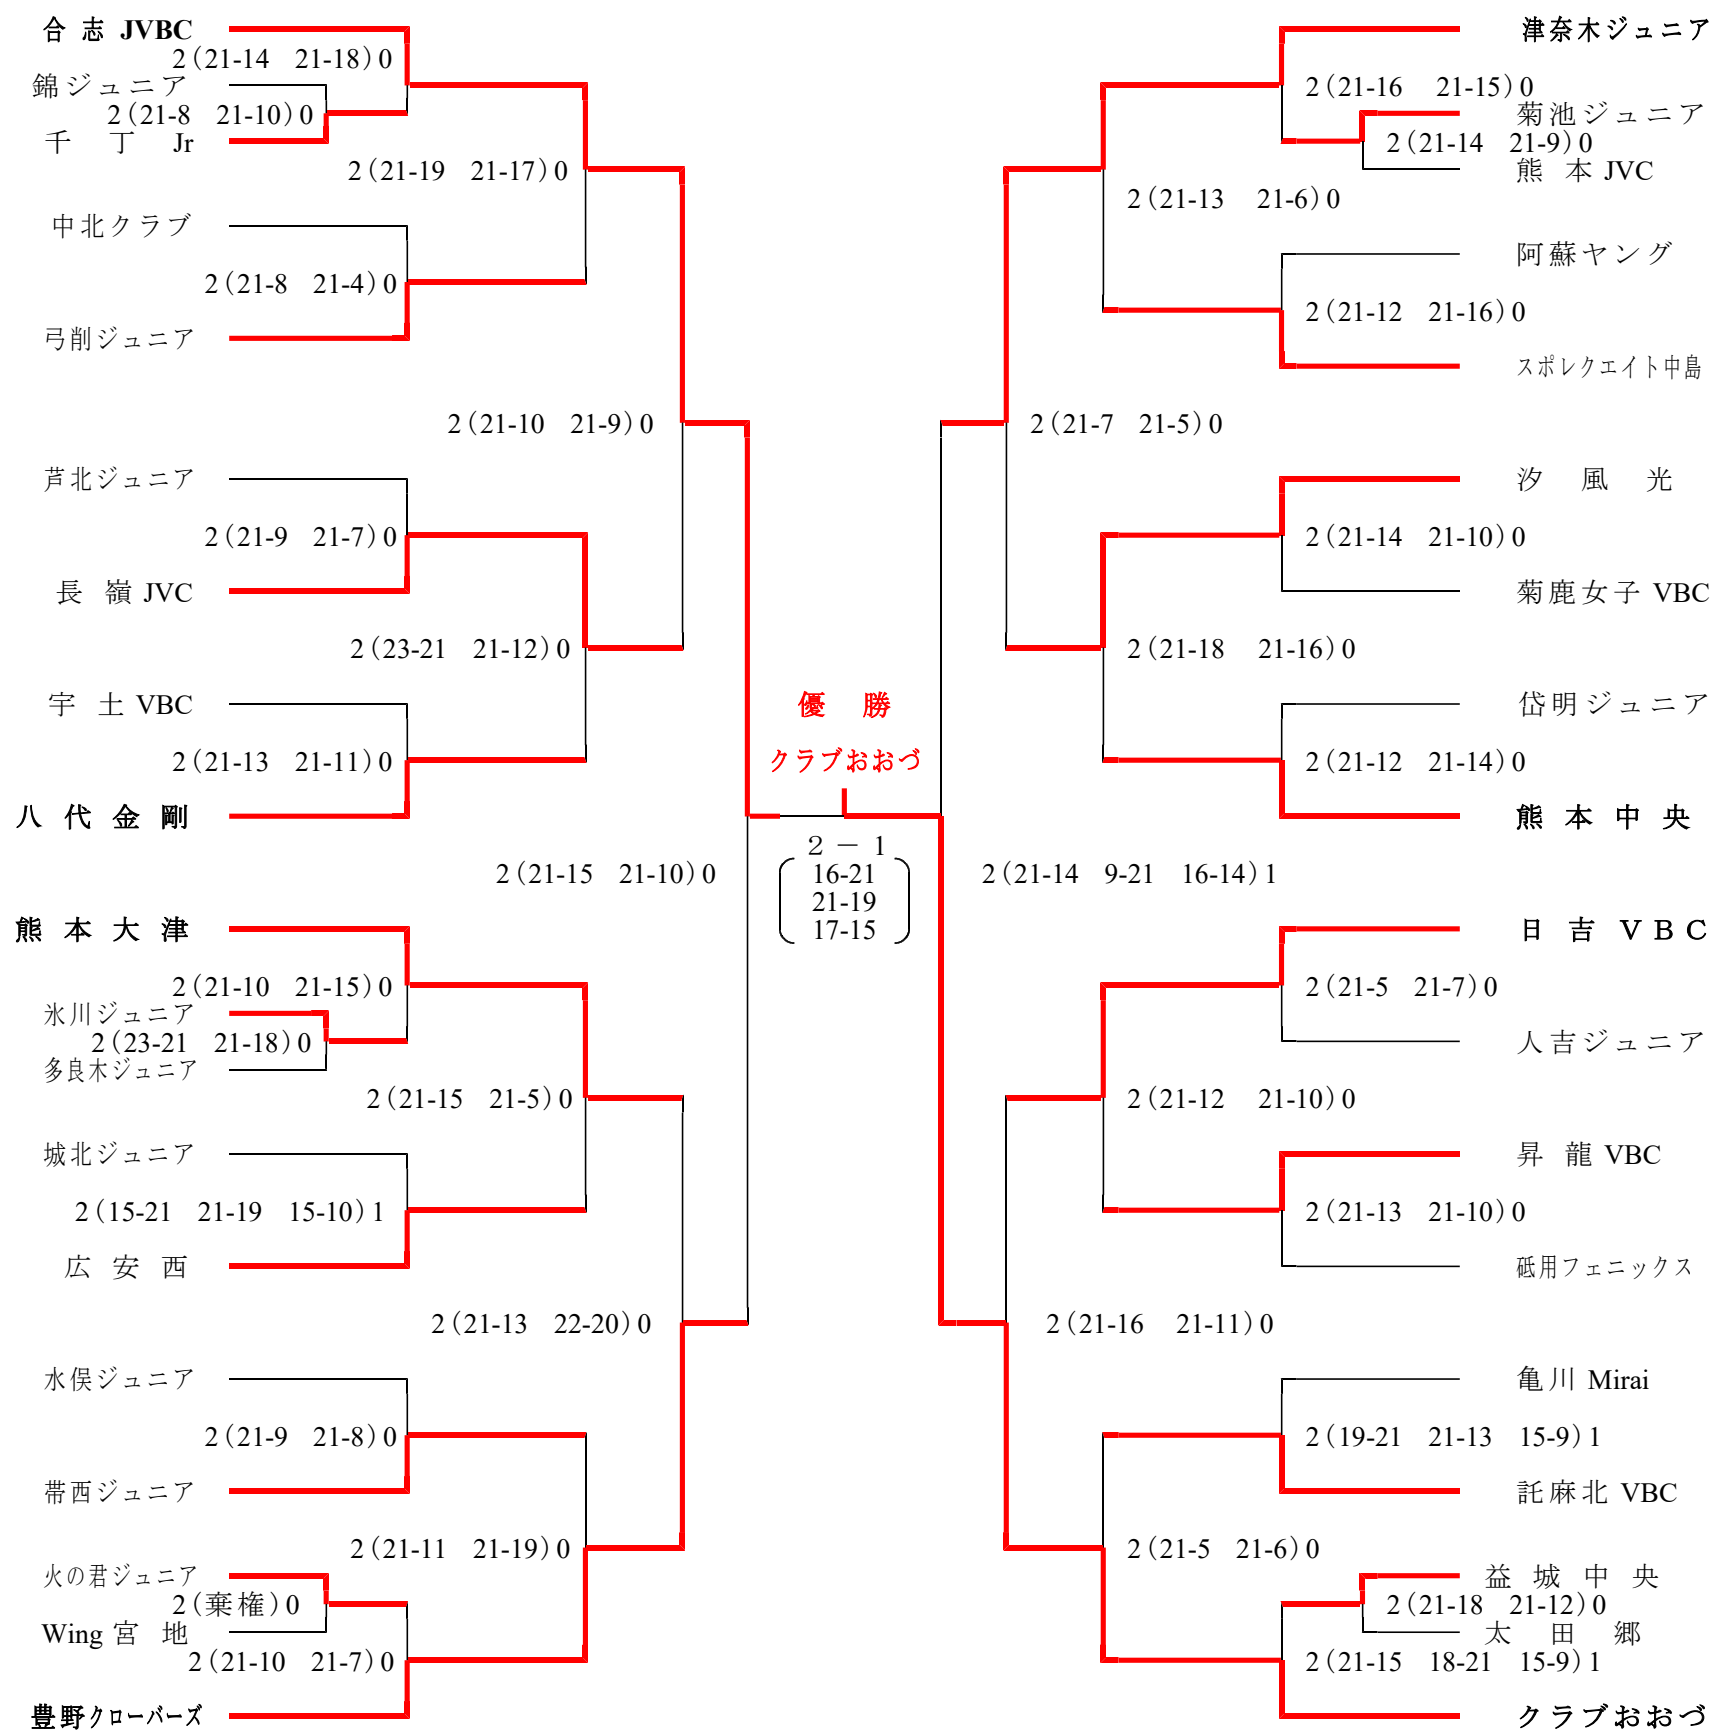 合志 JVBC
2(21-14 21-18)0
錦ジュニア
2(21-8 21-10)0
千丁 Jr
2(21-19 21-17)0
中北クラブ
2(21-8 21-4)0
弓削ジュニア
2(21-10 21-9)0
芦北ジュニア
2(21-9 21-7)0
長嶺 JVC
2(23-21 21-12)0
宇土 VBC
2(21-13 21-11)0
八代金剛
2(21-15 21-10)0
熊本大津
2(21-10 21-15)0
氷川ジュニア
2(23-21 21-18)0
多良木ジュニア
2(21-15 21-5)0
城北ジュニア
2(15-21 21-19 15-10)1
広安西
2(21-13 22-20)0
水俣ジュニア
2(21-9 21-8)0
帯西ジュニア
2(21-11 21-19)0
火の君ジュニア
2(棄権)0
Wing 宮地
2(21-10 21-7)0
豊野クローバーズ
優勝
クラブおおづ
2 － 1
16-21
21-19
17-15
津奈木ジュニア
2(21-16 21-15)0
菊池ジュニア
2(21-14 21-9)0
熊本 JVC
2(21-13 21-6)0
阿蘇ヤング
2(21-12 21-16)0
スポレクエイト中島
2(21-7 21-5)0
汐風光
2(21-14 21-10)0
菊鹿女子 VBC
2(21-18 21-16)0
岱明ジュニア
2(21-12 21-14)0
熊本中央
2(21-14 9-21 16-14)1
日吉ＶＢＣ
2(21-5 21-7)0
人吉ジュニア
2(21-12 21-10)0
昇龍 VBC
2(21-13 21-10)0
砥用フェニックス
2(21-16 21-11)0
亀川 Mirai
2(19-21 21-13 15-9)1
託麻北 VBC
2(21-5 21-6)0
益城中央
2(21-18 21-12)0
太田郷
2(21-15 18-21 15-9)1
クラブおおづ